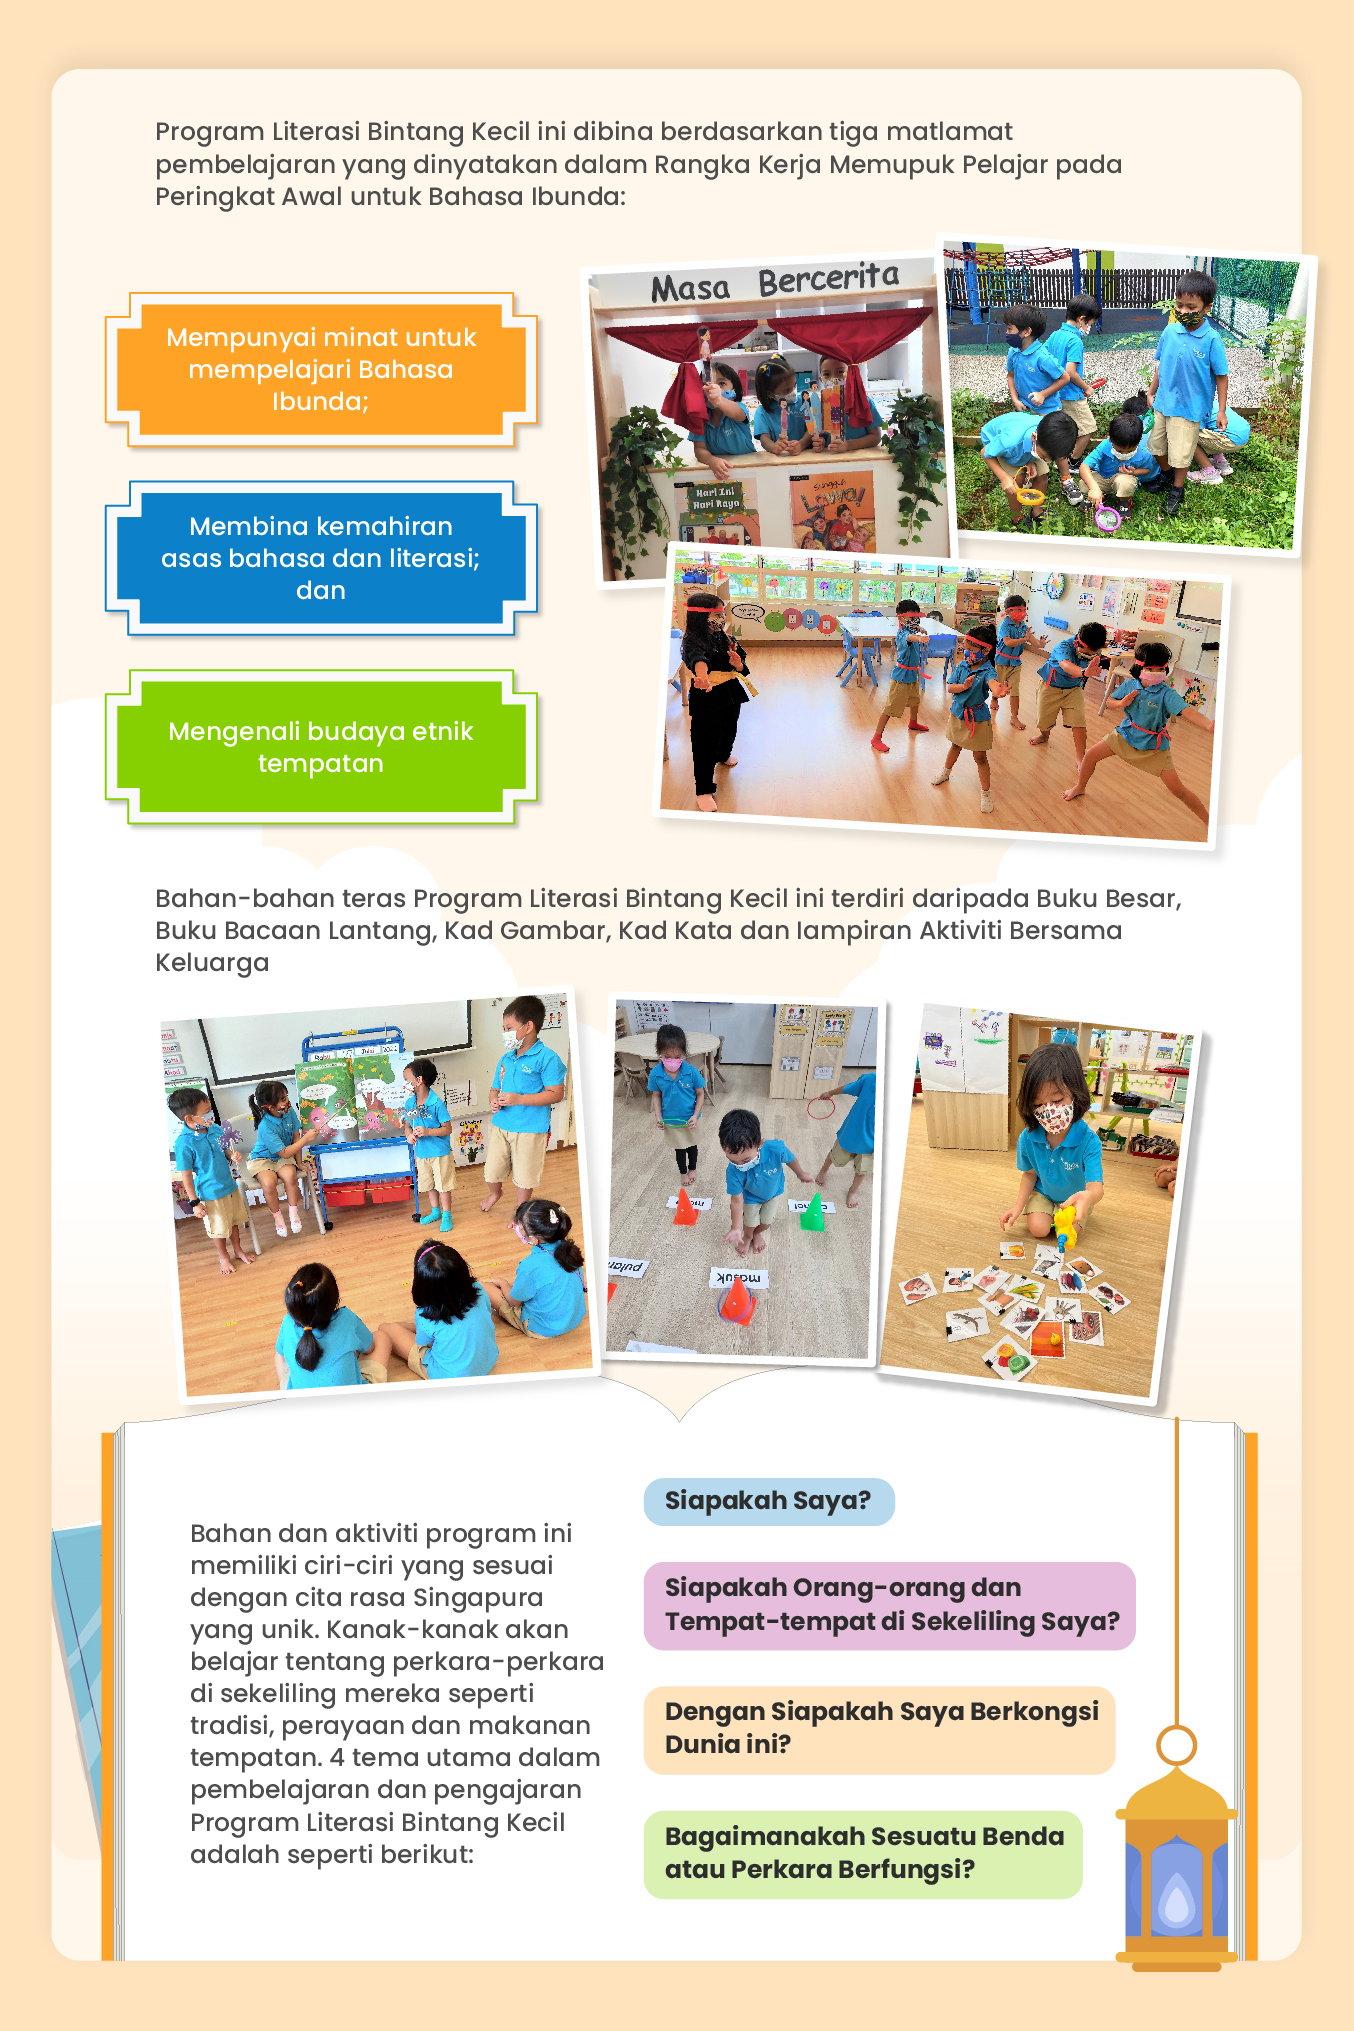 Program Literasi Bintang Kecil ini dibina berdasarkan tiga matlamat
pembelajaran yang dinyatakan dalam Rangka Kerja Memupuk Pelajar pada
Peringkat Awal untuk Bahasa Ibunda:
Mempunyai minat untuk
mempelajari Bahasa
Ibunda;
Membina kemahiran
asas bahasa dan literasi;
dan
Mengenali budaya etnik
tempatan
Masa Bercerita
Hari Ini
Hari Raya
Bahan-bahan teras Program Literasi Bintang Kecil ini terdiri daripada Buku Besar,
Buku Bacaan Lantang, Kad Gambar, Kad Kata dan lampiran Aktiviti Bersama
Keluarga
masuk
Bahan dan aktiviti program ini
memiliki ciri-ciri yang sesuai
dengan cita rasa Singapura
yang unik. Kanak-kanak akan
belajar tentang perkara-perkara
di sekeliling mereka seperti
tradisi, perayaan dan makanan
tempatan. 4 tema utama dalam
pembelajaran dan pengajaran
Program Literasi Bintang Kecil
adalah seperti berikut:
Siapakah Saya?
Siapakah Orang-orang dan
Tempat-tempat di Sekeliling Saya?
Dengan Siapakah Saya Berkongsi
Dunia ini?
Bagaimanakah Sesuatu Benda
atau Perkara Berfungsi?